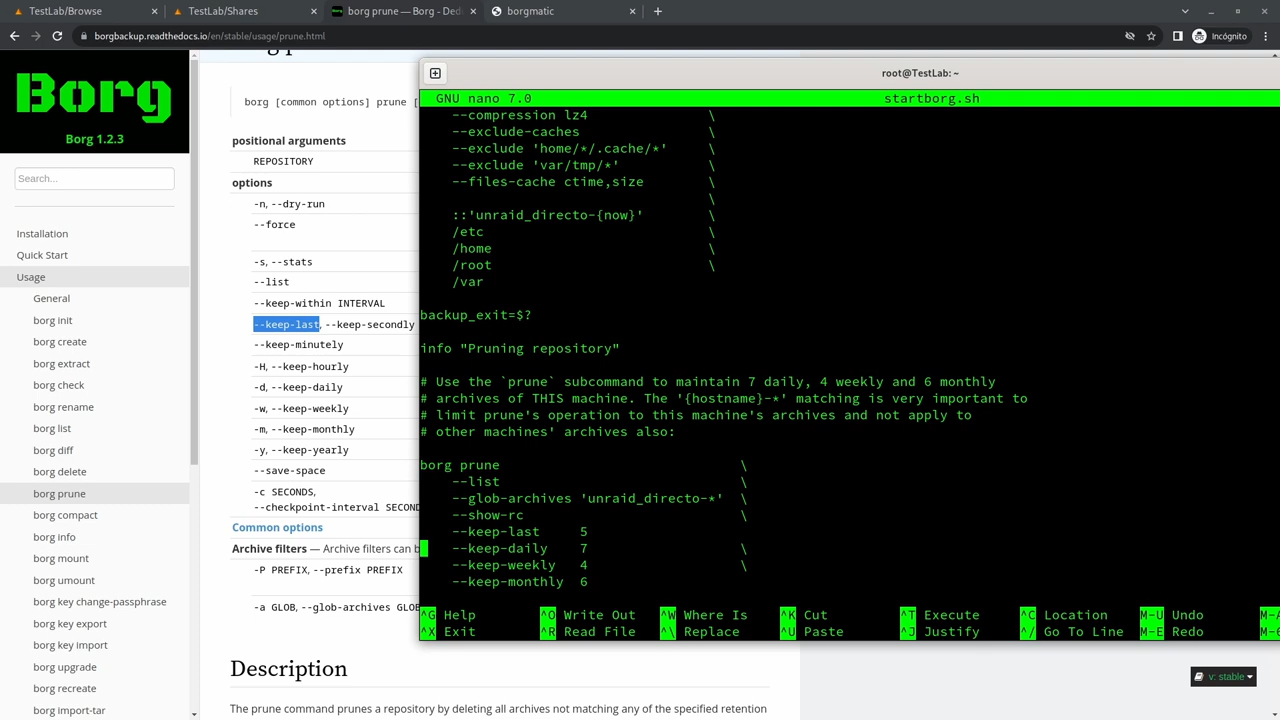 TestLab/Browse
TestLab/Shares
borg prune — Borg - Ded
borgmatic
borgbackup.readthedocs.io/en/stable/usage/prune.html
Incógnito
Borg
Borg 1.2.3
Search...
Installation
Quick Start
Usage
General
borg init
borg create
borg extract
borg check
borg rename
borg list
borg diff
borg delete
borg prune
borg compact
borg info
borg mount
borg umount
borg key change-passphrase
borg key export
borg key import
borg upgrade
borg recreate
borg import-tar
borg [common options] prune [
positional arguments
REPOSITORY
options
-n, --dry-run
--force
-s, --stats
--list
--keep-within INTERVAL
--keep-last, --keep-secondly
--keep-minutely
-H, --keep-hourly
-d, --keep-daily
-w, --keep-weekly
-m, --keep-monthly
-y, --keep-yearly
--save-space
-c SECONDS,
--checkpoint-interval SECOND
Common options
Archive filters — Archive filters can b
-P PREFIX, --prefix PREFIX
-a GLOB, --glob-archives GLOB
Description
The prune command prunes a repository by deleting all archives not matching any of the specified retention
root@TestLab: ~
GNU nano 7.0 startborg.sh
--compression lz4 \
--exclude-caches \
--exclude 'home/*/.cache/*' \
--exclude 'var/tmp/*' \
--files-cache ctime,size \
\
::'unraid_directo-{now}' \
/etc \
/home \
/root \
/var
backup_exit=$?
info "Pruning repository"
# Use the `prune` subcommand to maintain 7 daily, 4 weekly and 6 monthly
# archives of THIS machine. The '{hostname}-*' matching is very important to
# limit prune's operation to this machine's archives and not apply to
# other machines' archives also:
borg prune \
--list \
--glob-archives 'unraid_directo-*' \
--show-rc \
--keep-last 5
--keep-daily 7 \
--keep-weekly 4 \
--keep-monthly 6
^G Help ^O Write Out ^W Where Is ^K Cut ^T Execute ^C Location M-U Undo M-A
^X Exit ^R Read File ^\ Replace ^U Paste ^J Justify ^/ Go To Line M-E Redo M-6
v: stable